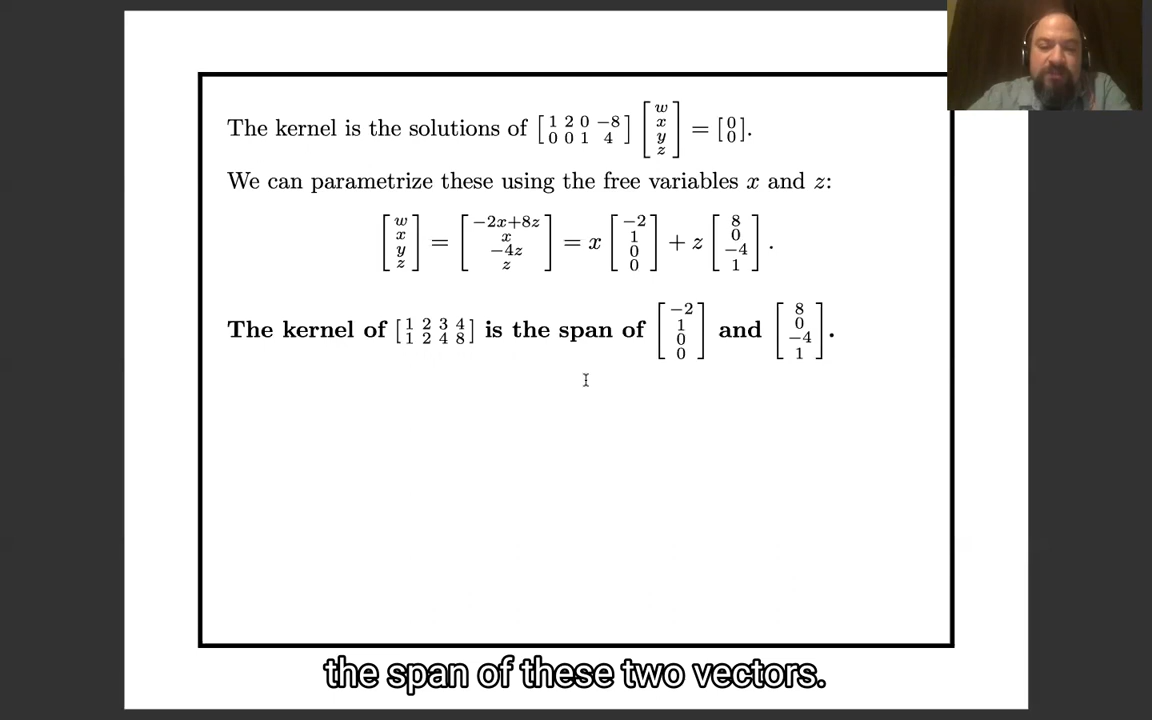 The kernel is the solutions of [1 2 0 −8; 0 0 1 4] [w; x; y; z] = [0; 0].
We can parametrize these using the free variables x and z:
[w; x; y; z] = [−2x+8z; x; −4z; z] = x [−2; 1; 0; 0] + z [8; 0; −4; 1].
The kernel of [1 2 3 4; 1 2 4 8] is the span of [−2; 1; 0; 0] and [8; 0; −4; 1].
the span of these two vectors.